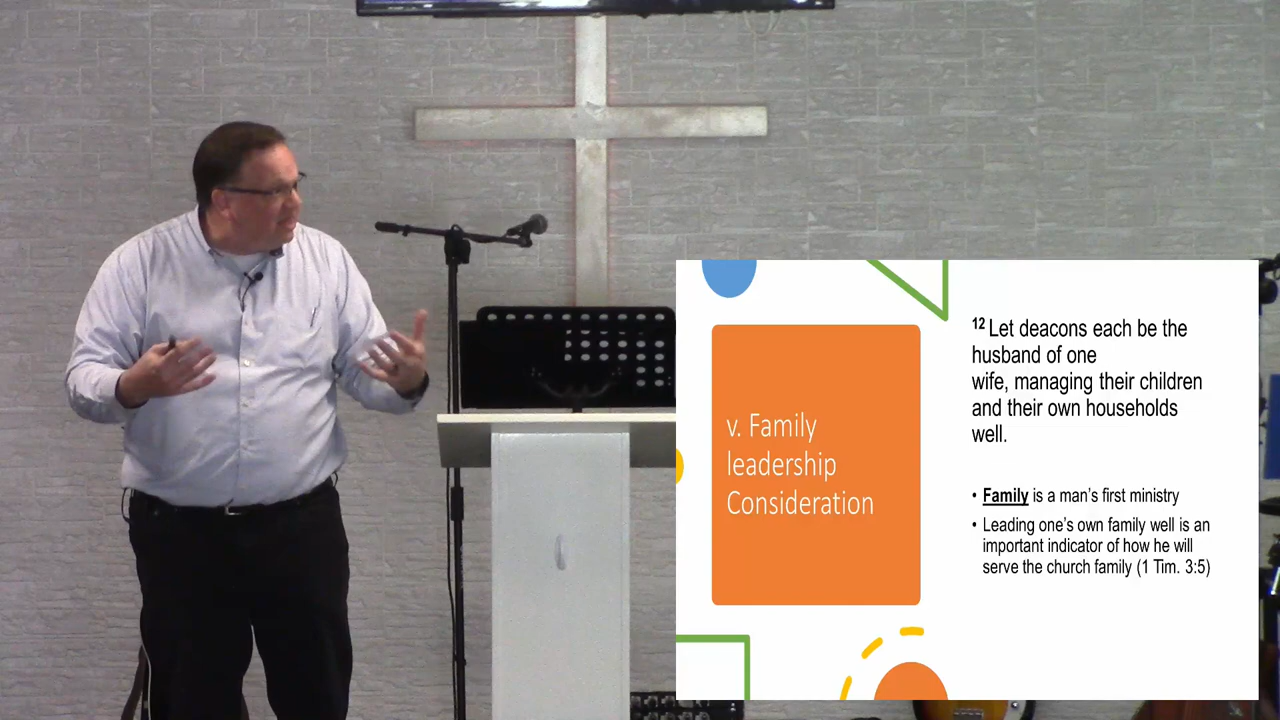 v. Family
leadership
Consideration
12 Let deacons each be the
husband of one
wife, managing their children
and their own households
well.
• Family is a man’s first ministry
• Leading one’s own family well is an
important indicator of how he will
serve the church family (1 Tim. 3:5)